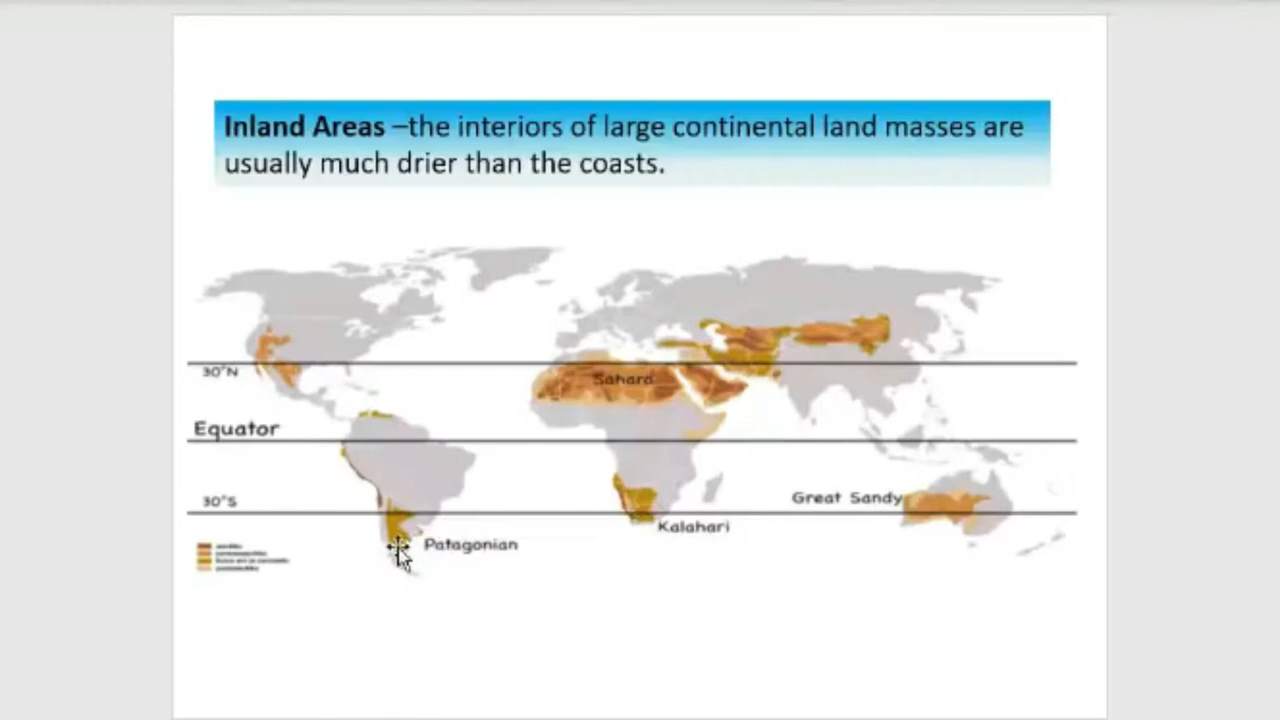 Inland Areas –the interiors of large continental land masses are
usually much drier than the coasts.
Sahara
30°N
Equator
30°S
Great Sandy
Kalahari
Patagonian